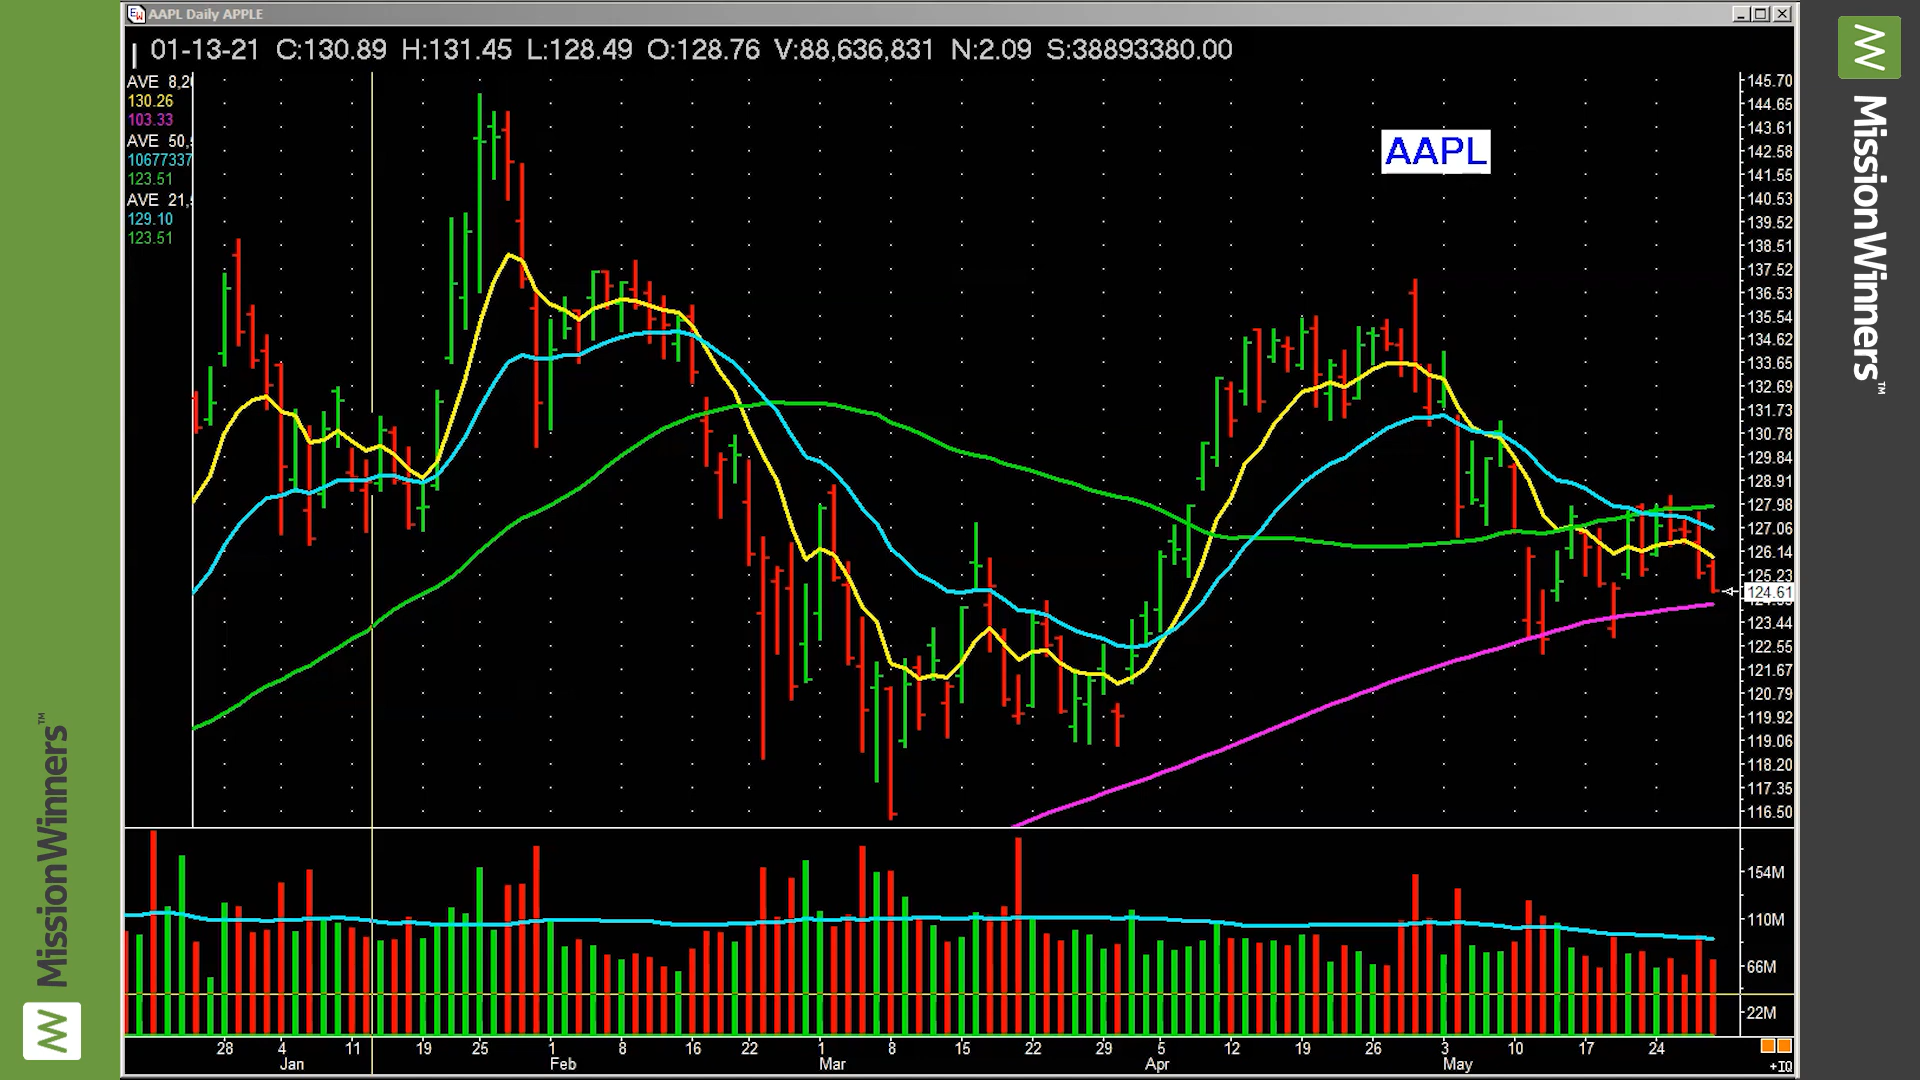 AAPL Daily APPLE
01-13-21 C:130.89 H:131.45 L:128.49 O:128.76 V:88,636,831 N:2.09 S:38893380.00
AVE 8,20
130.26
103.33
AVE 50,
10677337
123.51
AVE 21,
129.10
123.51
AAPL
145.70
144.65
143.61
142.58
141.55
140.53
139.52
138.51
137.52
136.53
135.54
134.62
133.65
132.69
131.73
130.78
129.84
128.91
127.98
127.06
126.14
125.23
124.61
123.44
122.55
121.67
120.79
119.92
119.06
118.20
117.35
116.50
154M
110M
66M
22M
28 4 11 19 25 1 8 16 22 1 8 15 22 29 5 12 19 26 3 10 17 24
Jan Feb Mar Apr May
+IQ
MissionWinners™
MissionWinners™